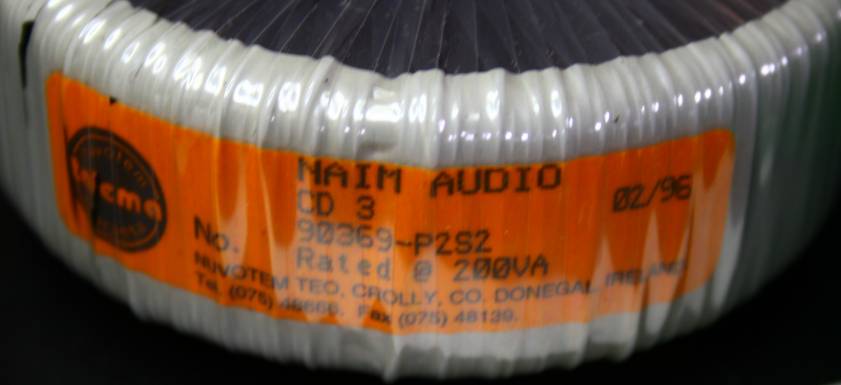 NAIM AUDIO
CD 3
02/96
No. 90369-P2S2
Rated @ 200VA
NUVOTEM TEO, CROLLY, CO. DONEGAL, IRELAND
Tel. (075) Fax (075) 48139.